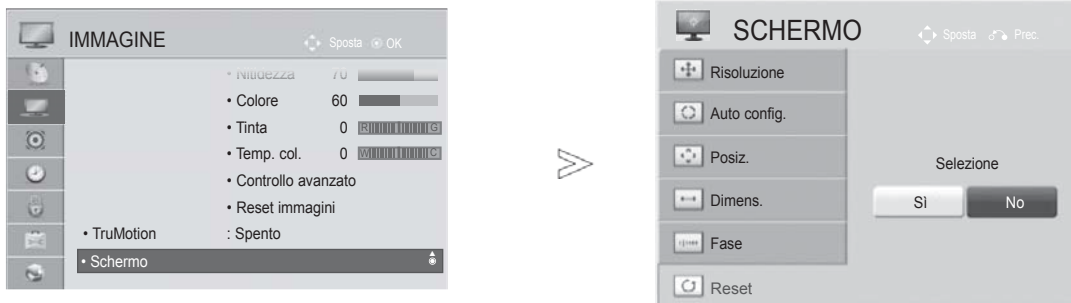 IMMAGINE
Sposta OK
• Nitidezza 70
• Colore 60
• Tinta 0 R G
• Temp. col. 0 W C
• Controllo avanzato
• Reset immagini
• TruMotion : Spento
• Schermo
SCHERMO
Sposta Prec.
Risoluzione
Auto config.
Posiz.
Dimens.
Fase
Reset
Selezione
Sì No